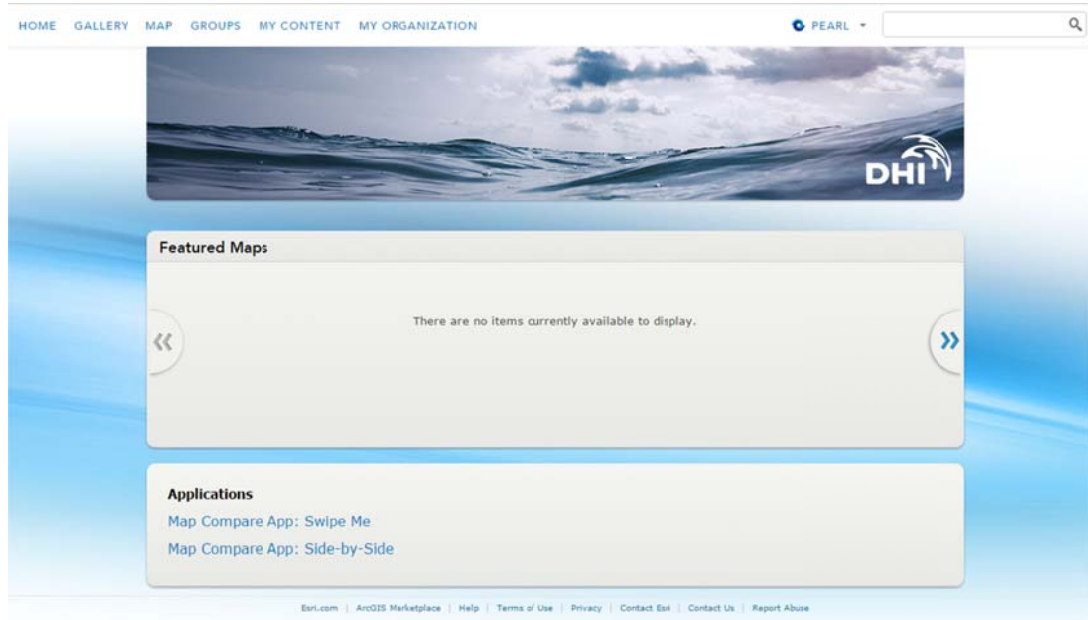 HOME GALLERY MAP GROUPS MY CONTENT MY ORGANIZATION PEARL
DHI
Featured Maps
There are no items currently available to display.
Applications
Map Compare App: Swipe Me
Map Compare App: Side-by-Side
Esri.com | ArcGIS Marketplace | Help | Terms of Use | Privacy | Contact Esri | Contact Us | Report Abuse